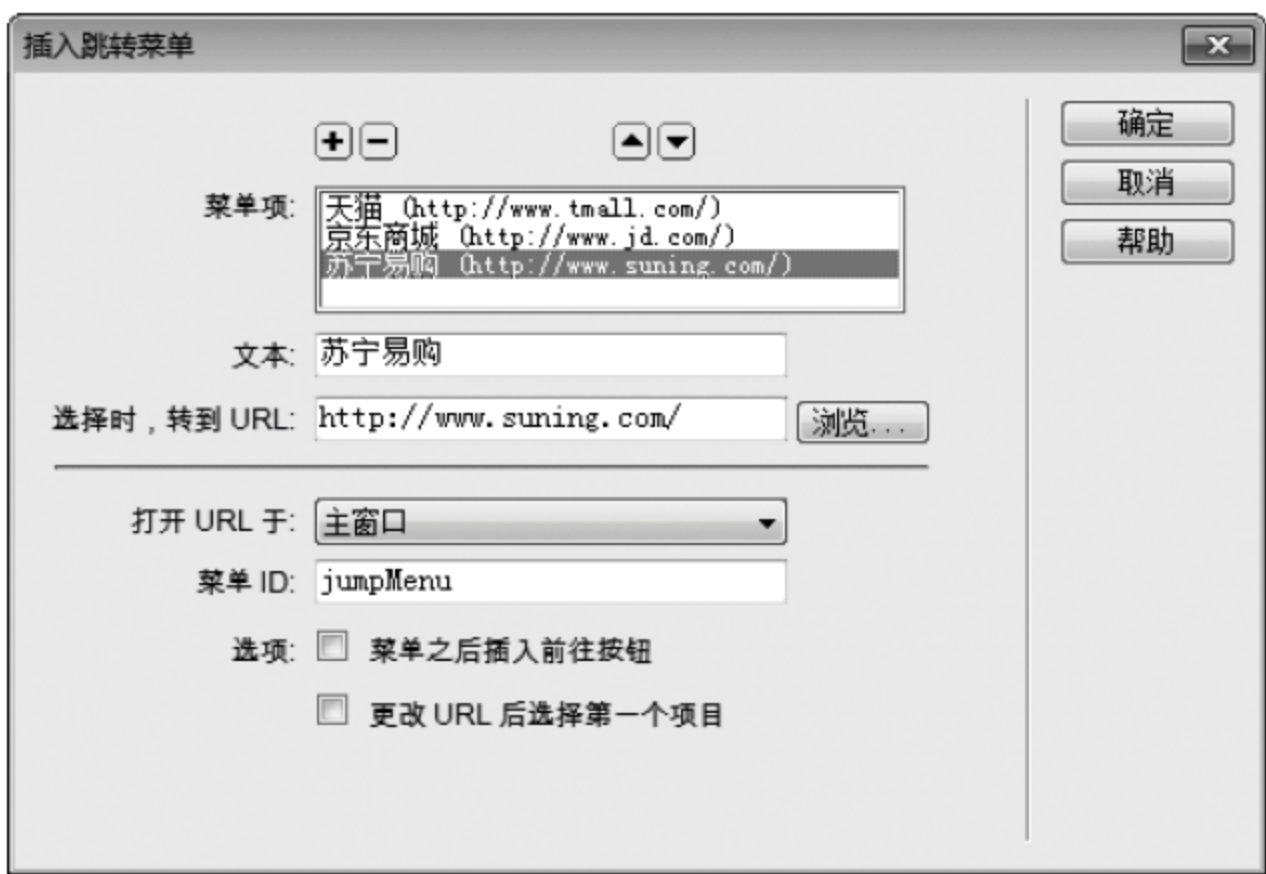 插入跳转菜单
确定
取消
帮助
菜单项:
天猫 (http://www.tmall.com/)
京东商城 (http://www.jd.com/)
苏宁易购 (http://www.suning.com/)
文本: 苏宁易购
选择时，转到 URL: http://www.suning.com/ 浏览...
打开 URL 于: 主窗口
菜单 ID: jumpMenu
选项: 菜单之后插入前往按钮
更改 URL 后选择第一个项目